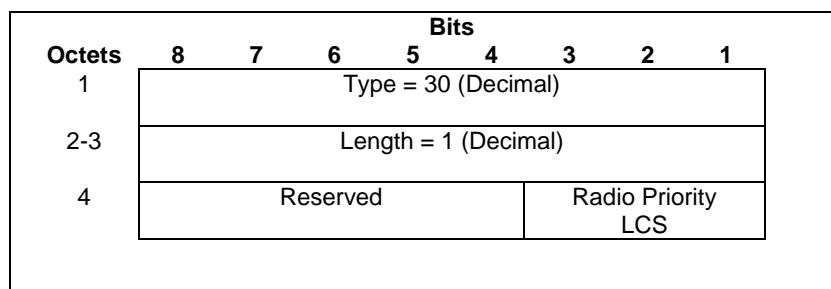 Bits
Octets 8 7 6 5 4 3 2 1
1 Type = 30 (Decimal)
2-3 Length = 1 (Decimal)
4 Reserved Radio Priority
LCS